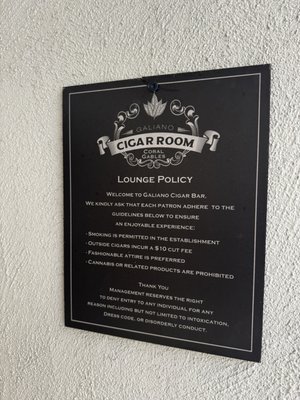 GALIANO
CIGAR ROOM
CORAL
GABLES
LOUNGE POLICY
WELCOME TO GALIANO CIGAR BAR.
WE KINDLY ASK THAT EACH PATRON ADHERE TO THE
GUIDELINES BELOW TO ENSURE
AN ENJOYABLE EXPERIENCE:
- SMOKING IS PERMITTED IN THE ESTABLISHMENT
- OUTSIDE CIGARS INCUR A $10 CUT FEE
- FASHIONABLE ATTIRE IS PREFERRED
- CANNABIS OR RELATED PRODUCTS ARE PROHIBITED
THANK YOU
MANAGEMENT RESERVES THE RIGHT
TO DENY ENTRY TO ANY INDIVIDUAL FOR ANY
REASON INCLUDING BUT NOT LIMITED TO INTOXICATION,
DRESS CODE, OR DISORDERLY CONDUCT.